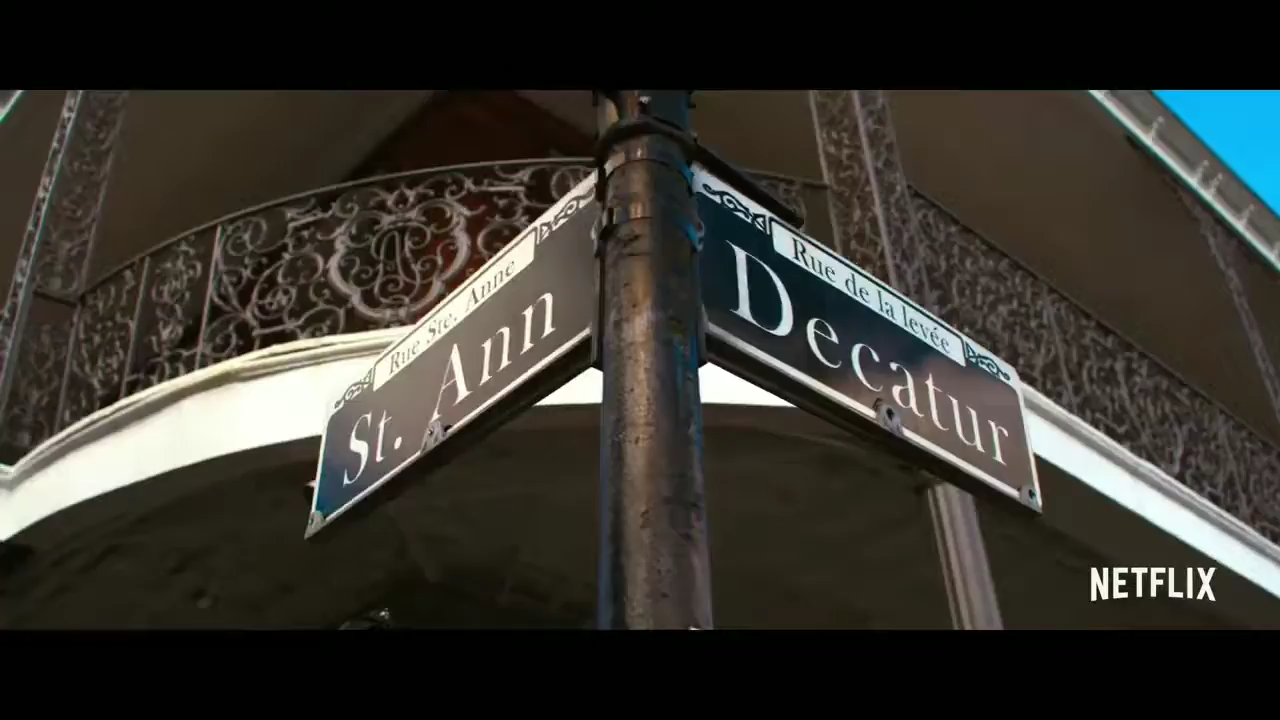 Rue Ste. Anne
St. Ann
Rue de la levée
Decatur
NETFLIX